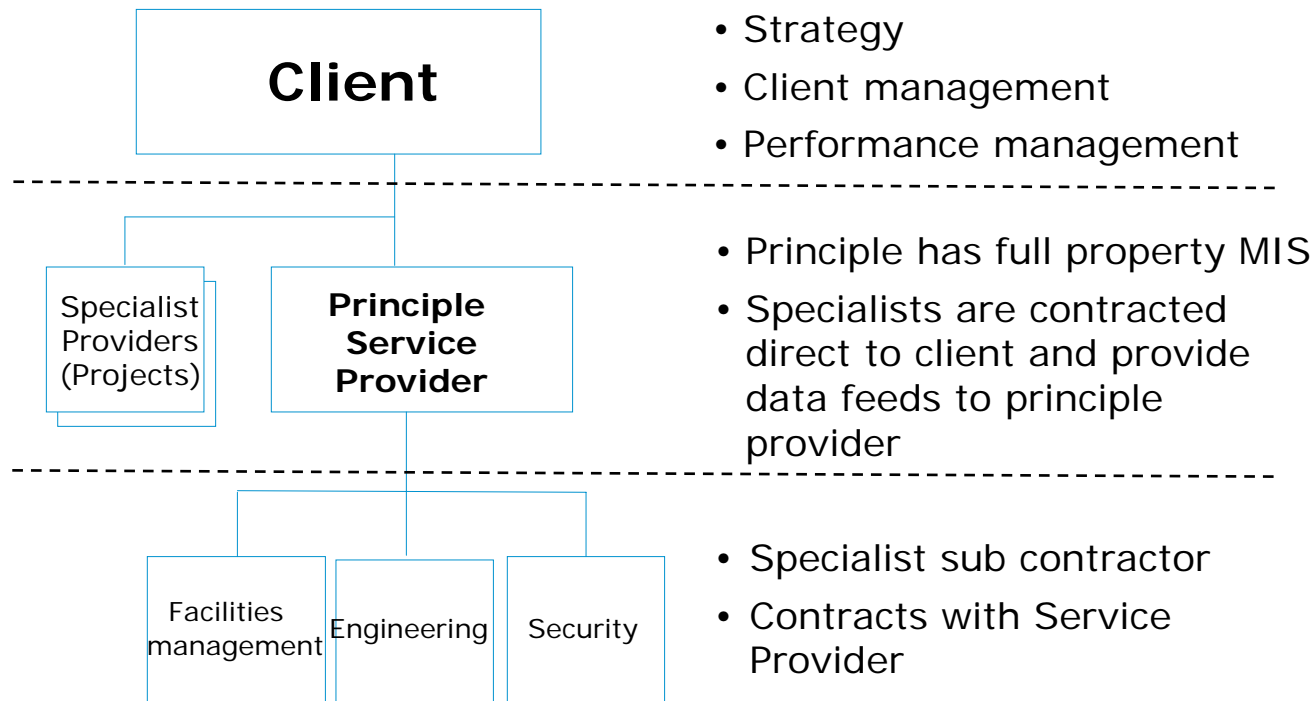 Client
• Strategy
• Client management
• Performance management
Specialist
Providers
(Projects)
Principle
Service
Provider
• Principle has full property MIS
• Specialists are contracted
direct to client and provide
data feeds to principle
provider
Facilities
management
Engineering
Security
• Specialist sub contractor
• Contracts with Service
Provider